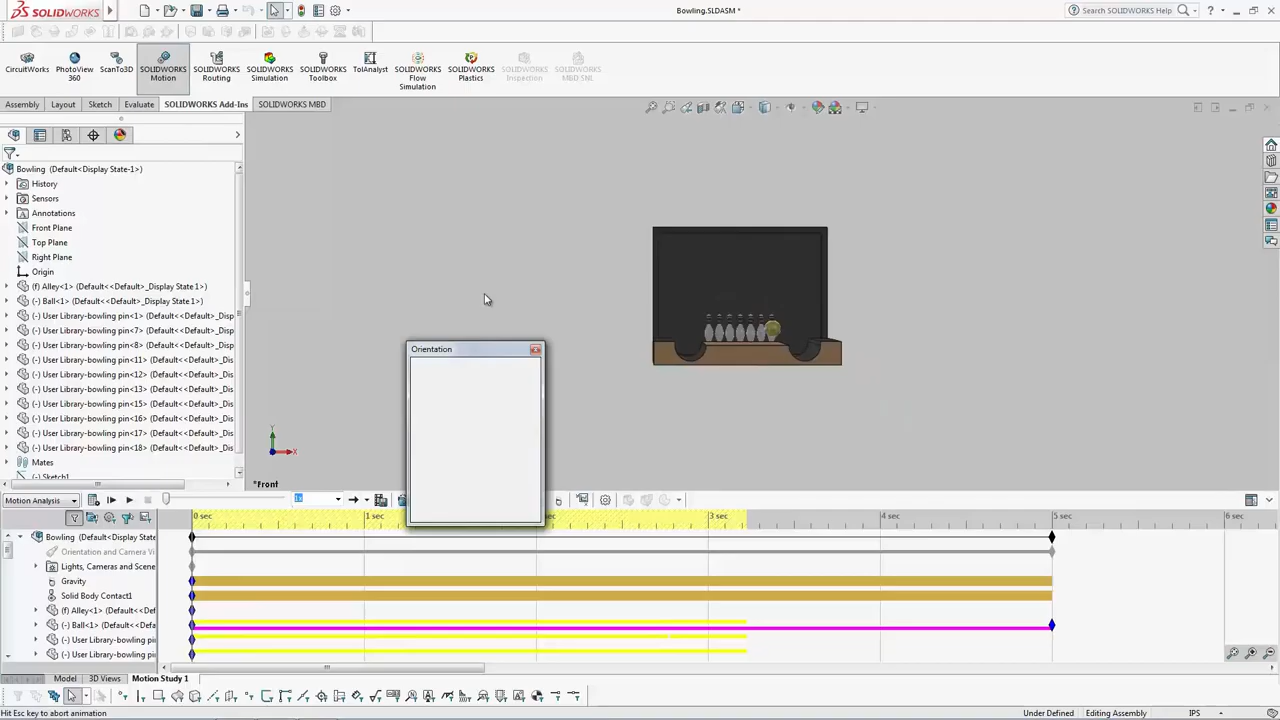 SOLIDWORKS
Bowling.SLDASM *
Search SOLIDWORKS Help
CircuitWorks
PhotoView 360
ScanTo3D
SOLIDWORKS Motion
SOLIDWORKS Routing
SOLIDWORKS Simulation
SOLIDWORKS Toolbox
TolAnalyst
SOLIDWORKS Flow Simulation
SOLIDWORKS Plastics
SOLIDWORKS Inspection
SOLIDWORKS MBD SNL
Assembly Layout Sketch Evaluate SOLIDWORKS Add-Ins SOLIDWORKS MBD
Bowling (Default<Display State-1>)
History
Sensors
Annotations
Front Plane
Top Plane
Right Plane
Origin
(f) Alley<1> (Default<<Default>_Display State 1>)
(-) Ball<1> (Default<<Default>_Display State 1>)
(-) User Library-bowling pin<1> (Default<<Default>_Disp
(-) User Library-bowling pin<7> (Default<<Default>_Disp
(-) User Library-bowling pin<8> (Default<<Default>_Disp
(-) User Library-bowling pin<11> (Default<<Default>_Dis
(-) User Library-bowling pin<12> (Default<<Default>_Dis
(-) User Library-bowling pin<13> (Default<<Default>_Dis
(-) User Library-bowling pin<15> (Default<<Default>_Dis
(-) User Library-bowling pin<16> (Default<<Default>_Dis
(-) User Library-bowling pin<17> (Default<<Default>_Dis
(-) User Library-bowling pin<18> (Default<<Default>_Dis
Mates
(-) Sketch1
Orientation
Y
X
*Front
Motion Analysis
1x
0 sec 1 sec 3 sec 4 sec 5 sec 6 sec
Bowling (Default<Display State
Orientation and Camera Vi
Lights, Cameras and Scene
Gravity
Solid Body Contact1
(f) Alley<1> (Default<<Def
(-) Ball<1> (Default<<Defa
(-) User Library-bowling pi
(-) User Library-bowling pi
Model 3D Views Motion Study 1
Hit Esc key to abort animation
Under Defined Editing Assembly IPS